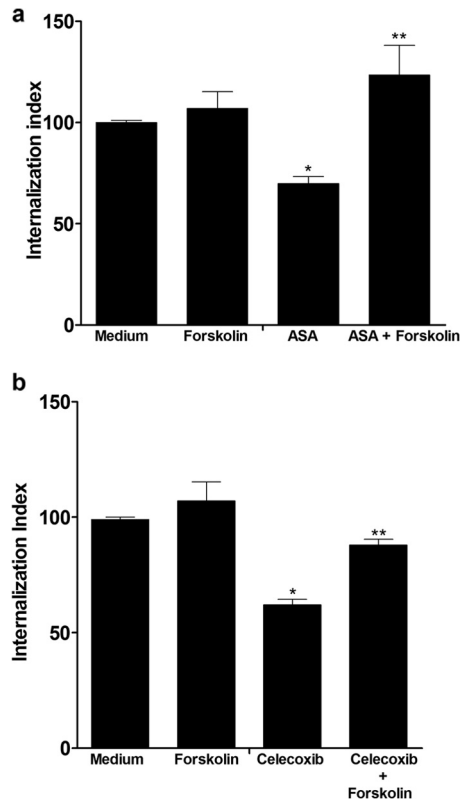 a
150
100
50
0
Internalization index
*
**
Medium Forskolin ASA ASA + Forskolin
b
150
100
50
0
Internalization Index
*
**
Medium Forskolin Celecoxib Celecoxib
+
Forskolin